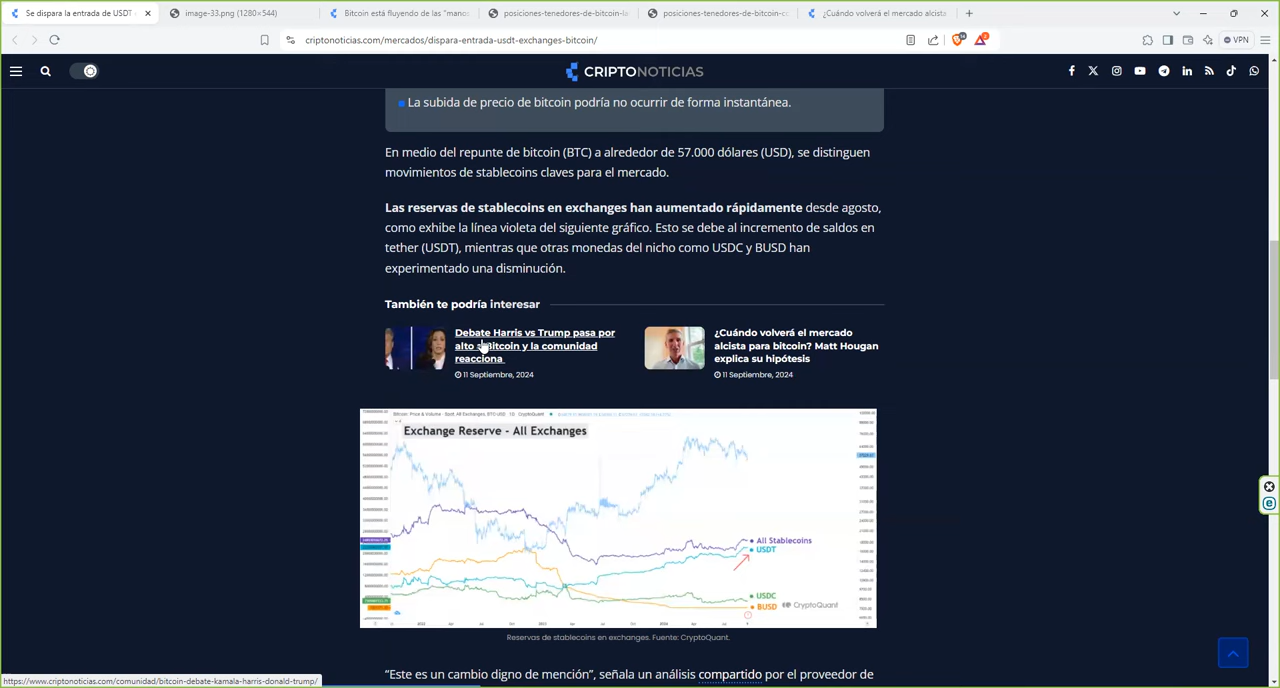 Se dispara la entrada de USDT
image-33.png (1280×544)
Bitcoin está fluyendo de las "manos
posiciones-tenedores-de-bitcoin-la
posiciones-tenedores-de-bitcoin-co
¿Cuándo volverá el mercado alcista
criptonoticias.com/mercados/dispara-entrada-usdt-exchanges-bitcoin/
VPN
CRIPTONOTICIAS
La subida de precio de bitcoin podría no ocurrir de forma instantánea.
En medio del repunte de bitcoin (BTC) a alrededor de 57.000 dólares (USD), se distinguen
movimientos de stablecoins claves para el mercado.
Las reservas de stablecoins en exchanges han aumentado rápidamente desde agosto,
como exhibe la línea violeta del siguiente gráfico. Esto se debe al incremento de saldos en
tether (USDT), mientras que otras monedas del nicho como USDC y BUSD han
experimentado una disminución.
También te podría interesar
Debate Harris vs Trump pasa por
alto a Bitcoin y la comunidad
reacciona
11 Septiembre, 2024
¿Cuándo volverá el mercado
alcista para bitcoin? Matt Hougan
explica su hipótesis
11 Septiembre, 2024
Exchange Reserve - All Exchanges
All Stablecoins
USDT
USDC
BUSD
CryptoQuant
Reservas de stablecoins en exchanges. Fuente: CryptoQuant.
"Este es un cambio digno de mención", señala un análisis compartido por el proveedor de
https://www.criptonoticias.com/comunidad/bitcoin-debate-kamala-harris-donald-trump/